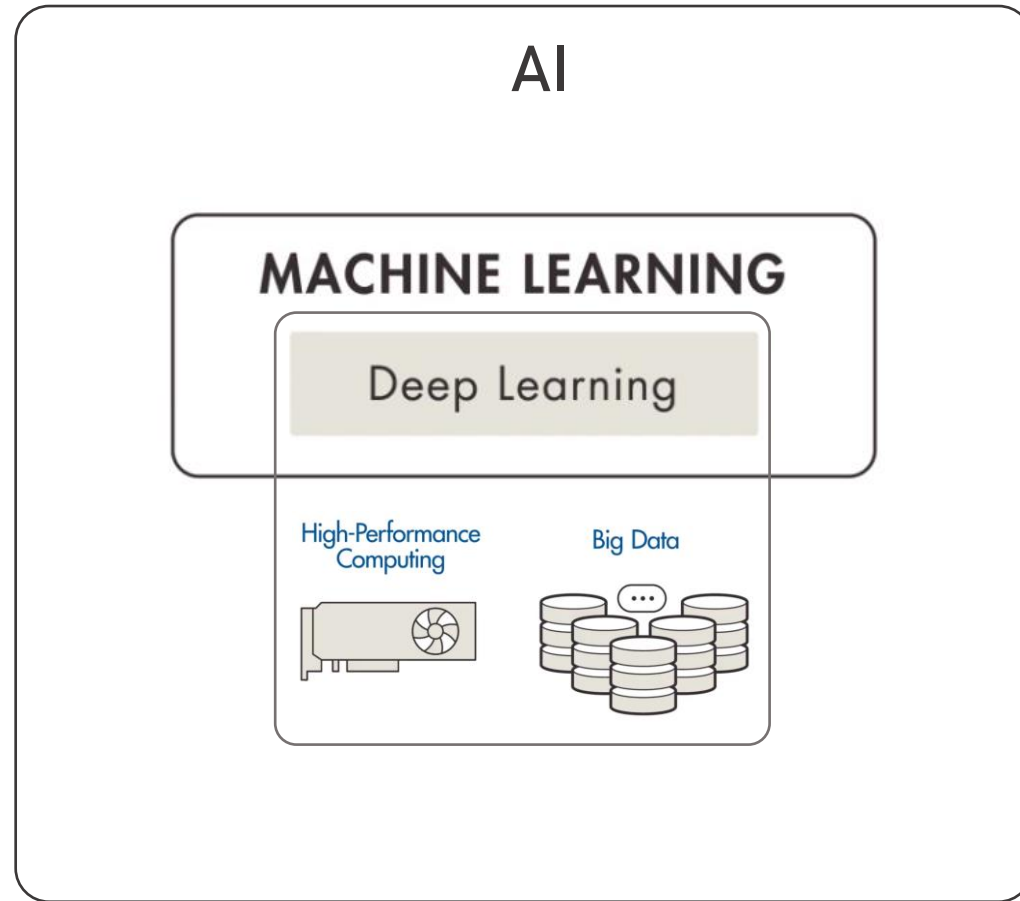 AI
MACHINE LEARNING
Deep Learning
High-Performance
Computing
Big Data